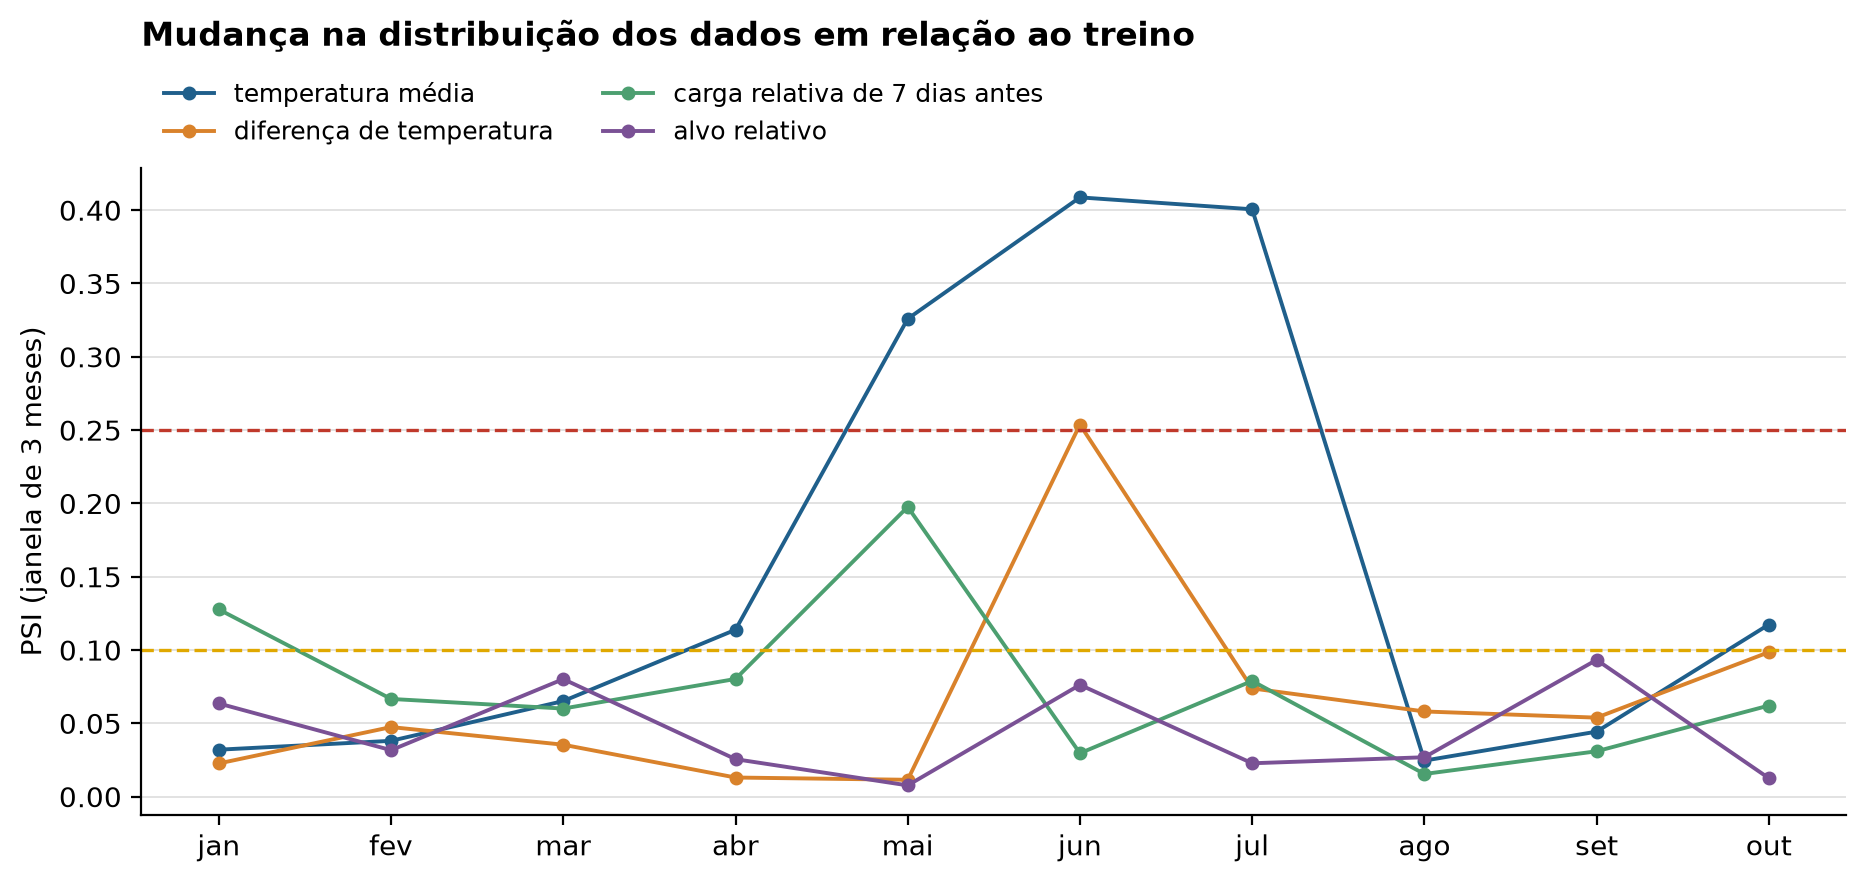 Mudança na distribuição dos dados em relação ao treino
temperatura média
diferença de temperatura
carga relativa de 7 dias antes
alvo relativo
PSI (janela de 3 meses)
0.40
0.35
0.30
0.25
0.20
0.15
0.10
0.05
0.00
jan fev mar abr mai jun jul ago set out